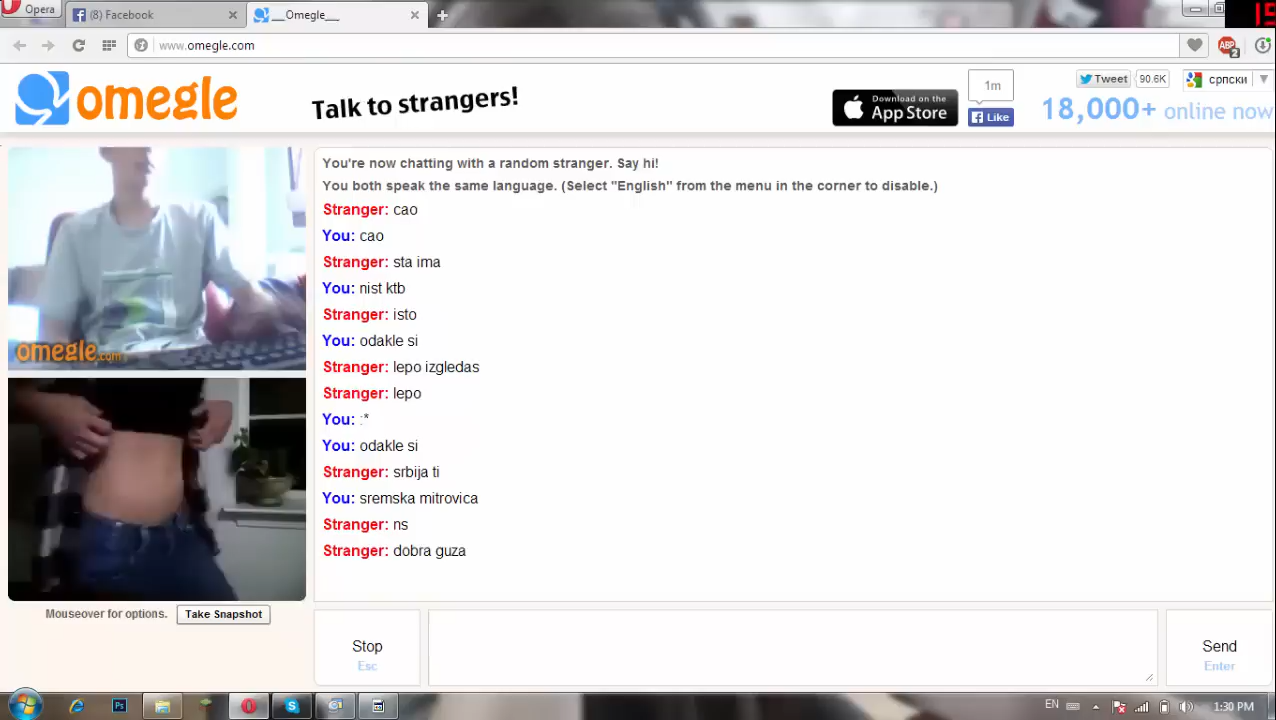 Opera
(8) Facebook
__Omegle__
www.omegle.com
ABP
2
omegle
Talk to strangers!
Download on the
App Store
1m
Like
Tweet
90.6K
српски
18,000+ online now
omegle.com
You're now chatting with a random stranger. Say hi!
You both speak the same language. (Select "English" from the menu in the corner to disable.)
Stranger: cao
You: cao
Stranger: sta ima
You: nist ktb
Stranger: isto
You: odakle si
Stranger: lepo izgledas
Stranger: lepo
You: :*
You: odakle si
Stranger: srbija ti
You: sremska mitrovica
Stranger: ns
Stranger: dobra guza
Mouseover for options.
Take Snapshot
Stop
Esc
Send
Enter
Ps
EN
1:30 PM